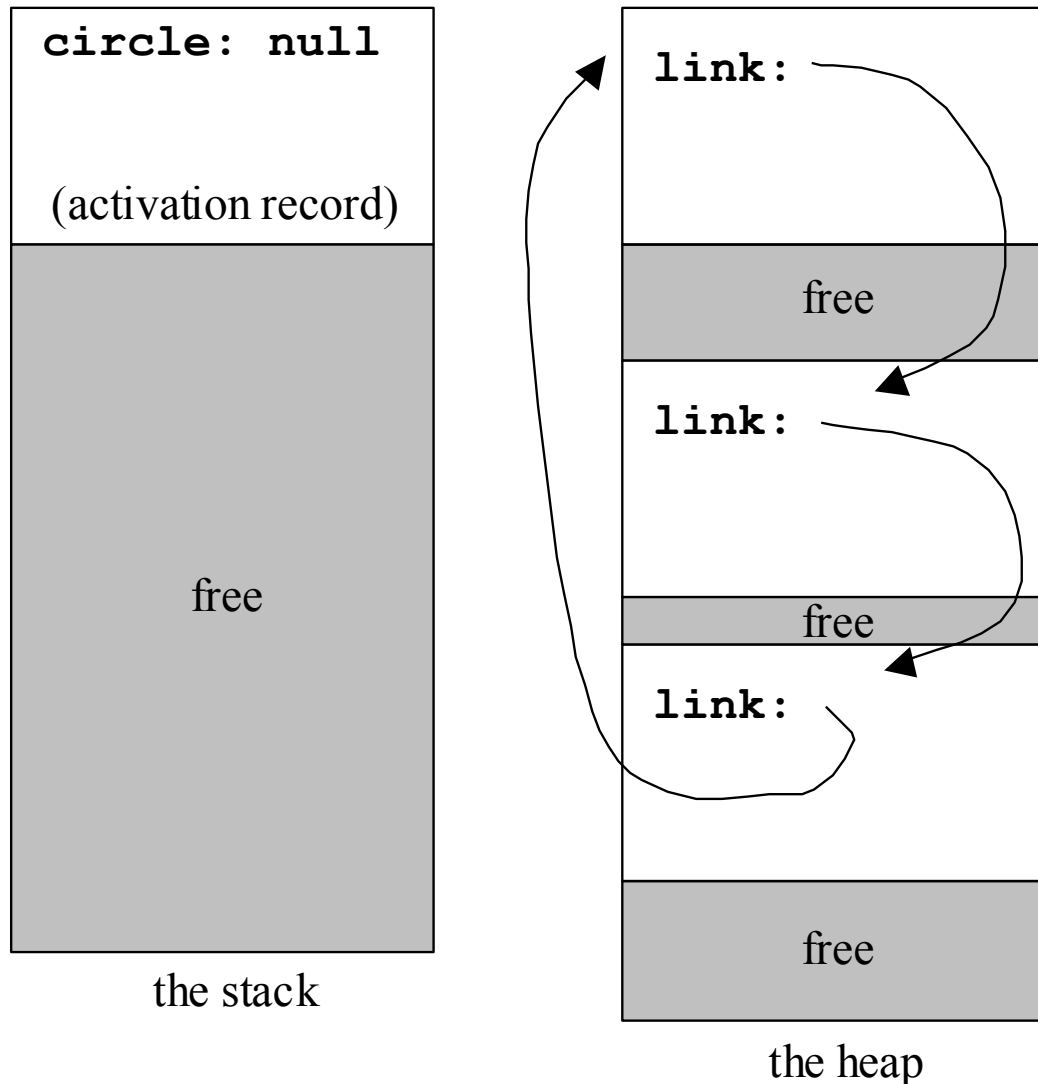 circle: null
(activation record)
free
the stack
link:
free
link:
free
link:
free
the heap